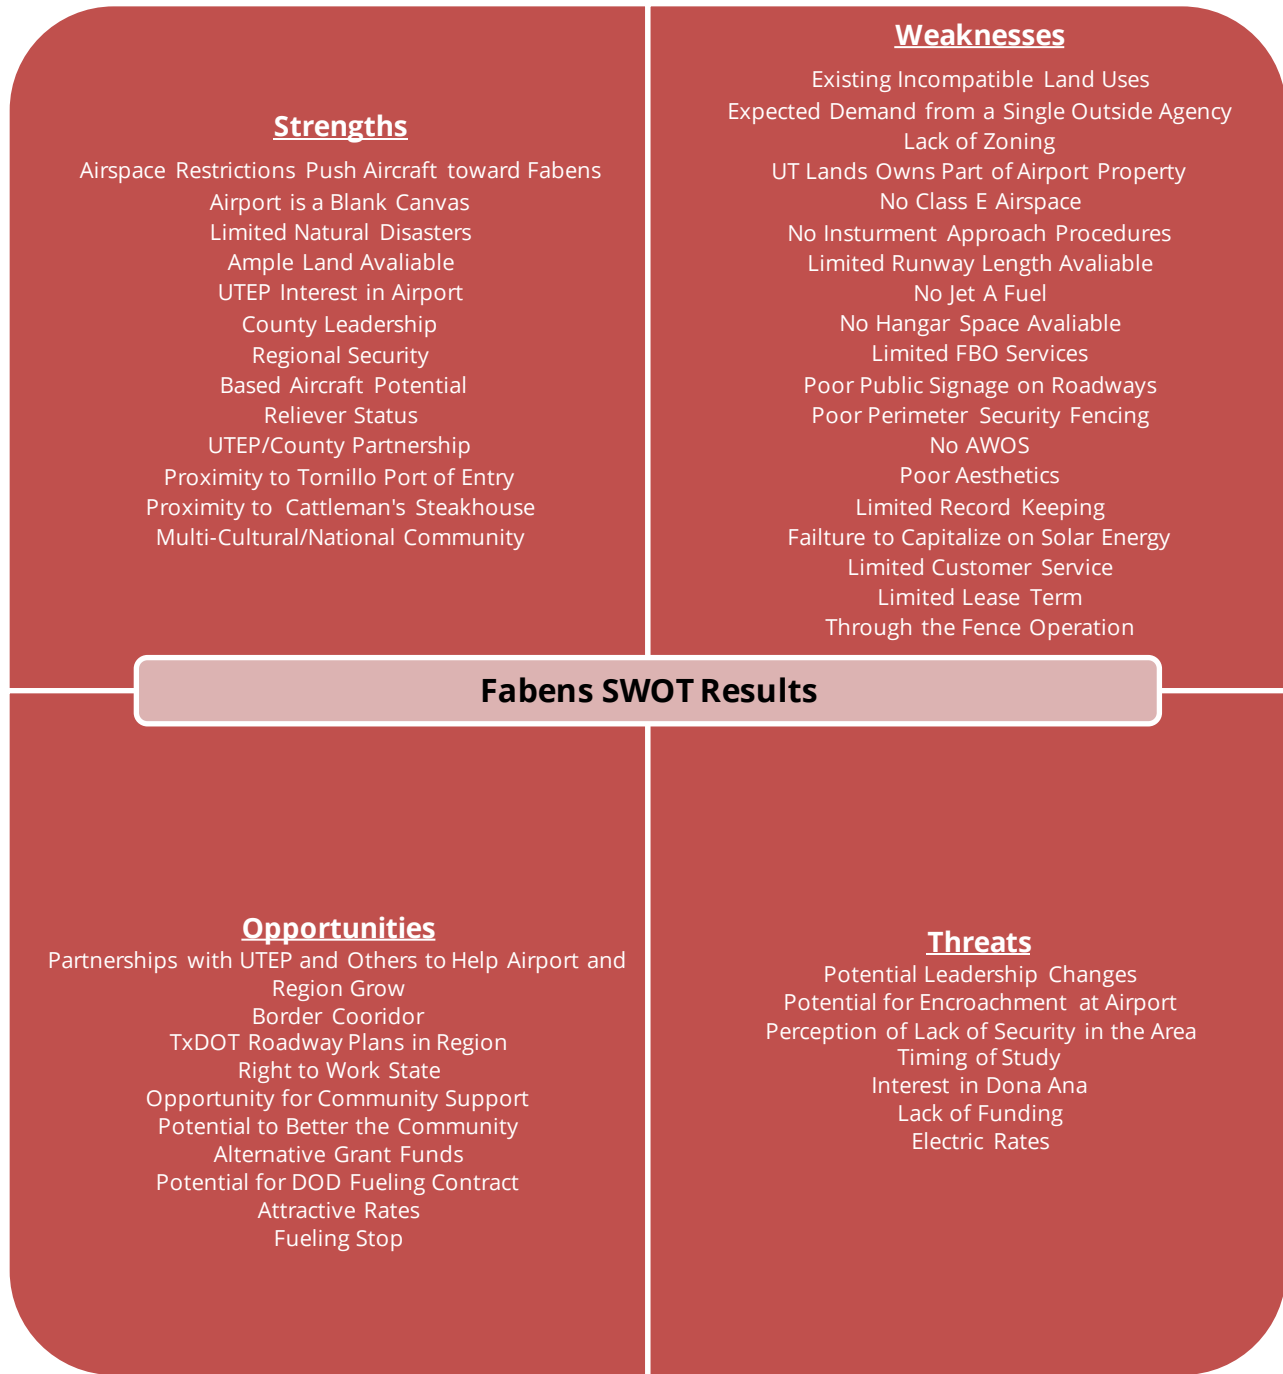 Strengths
Airspace Restrictions Push Aircraft toward Fabens
Airport is a Blank Canvas
Limited Natural Disasters
Ample Land Avaliable
UTEP Interest in Airport
County Leadership
Regional Security
Based Aircraft Potential
Reliever Status
UTEP/County Partnership
Proximity to Tornillo Port of Entry
Proximity to Cattleman's Steakhouse
Multi-Cultural/National Community
Weaknesses
Existing Incompatible Land Uses
Expected Demand from a Single Outside Agency
Lack of Zoning
UT Lands Owns Part of Airport Property
No Class E Airspace
No Insturment Approach Procedures
Limited Runway Length Avaliable
No Jet A Fuel
No Hangar Space Avaliable
Limited FBO Services
Poor Public Signage on Roadways
Poor Perimeter Security Fencing
No AWOS
Poor Aesthetics
Limited Record Keeping
Failture to Capitalize on Solar Energy
Limited Customer Service
Limited Lease Term
Through the Fence Operation
Fabens SWOT Results
Opportunities
Partnerships with UTEP and Others to Help Airport and
Region Grow
Border Cooridor
TxDOT Roadway Plans in Region
Right to Work State
Opportunity for Community Support
Potential to Better the Community
Alternative Grant Funds
Potential for DOD Fueling Contract
Attractive Rates
Fueling Stop
Threats
Potential Leadership Changes
Potential for Encroachment at Airport
Perception of Lack of Security in the Area
Timing of Study
Interest in Dona Ana
Lack of Funding
Electric Rates